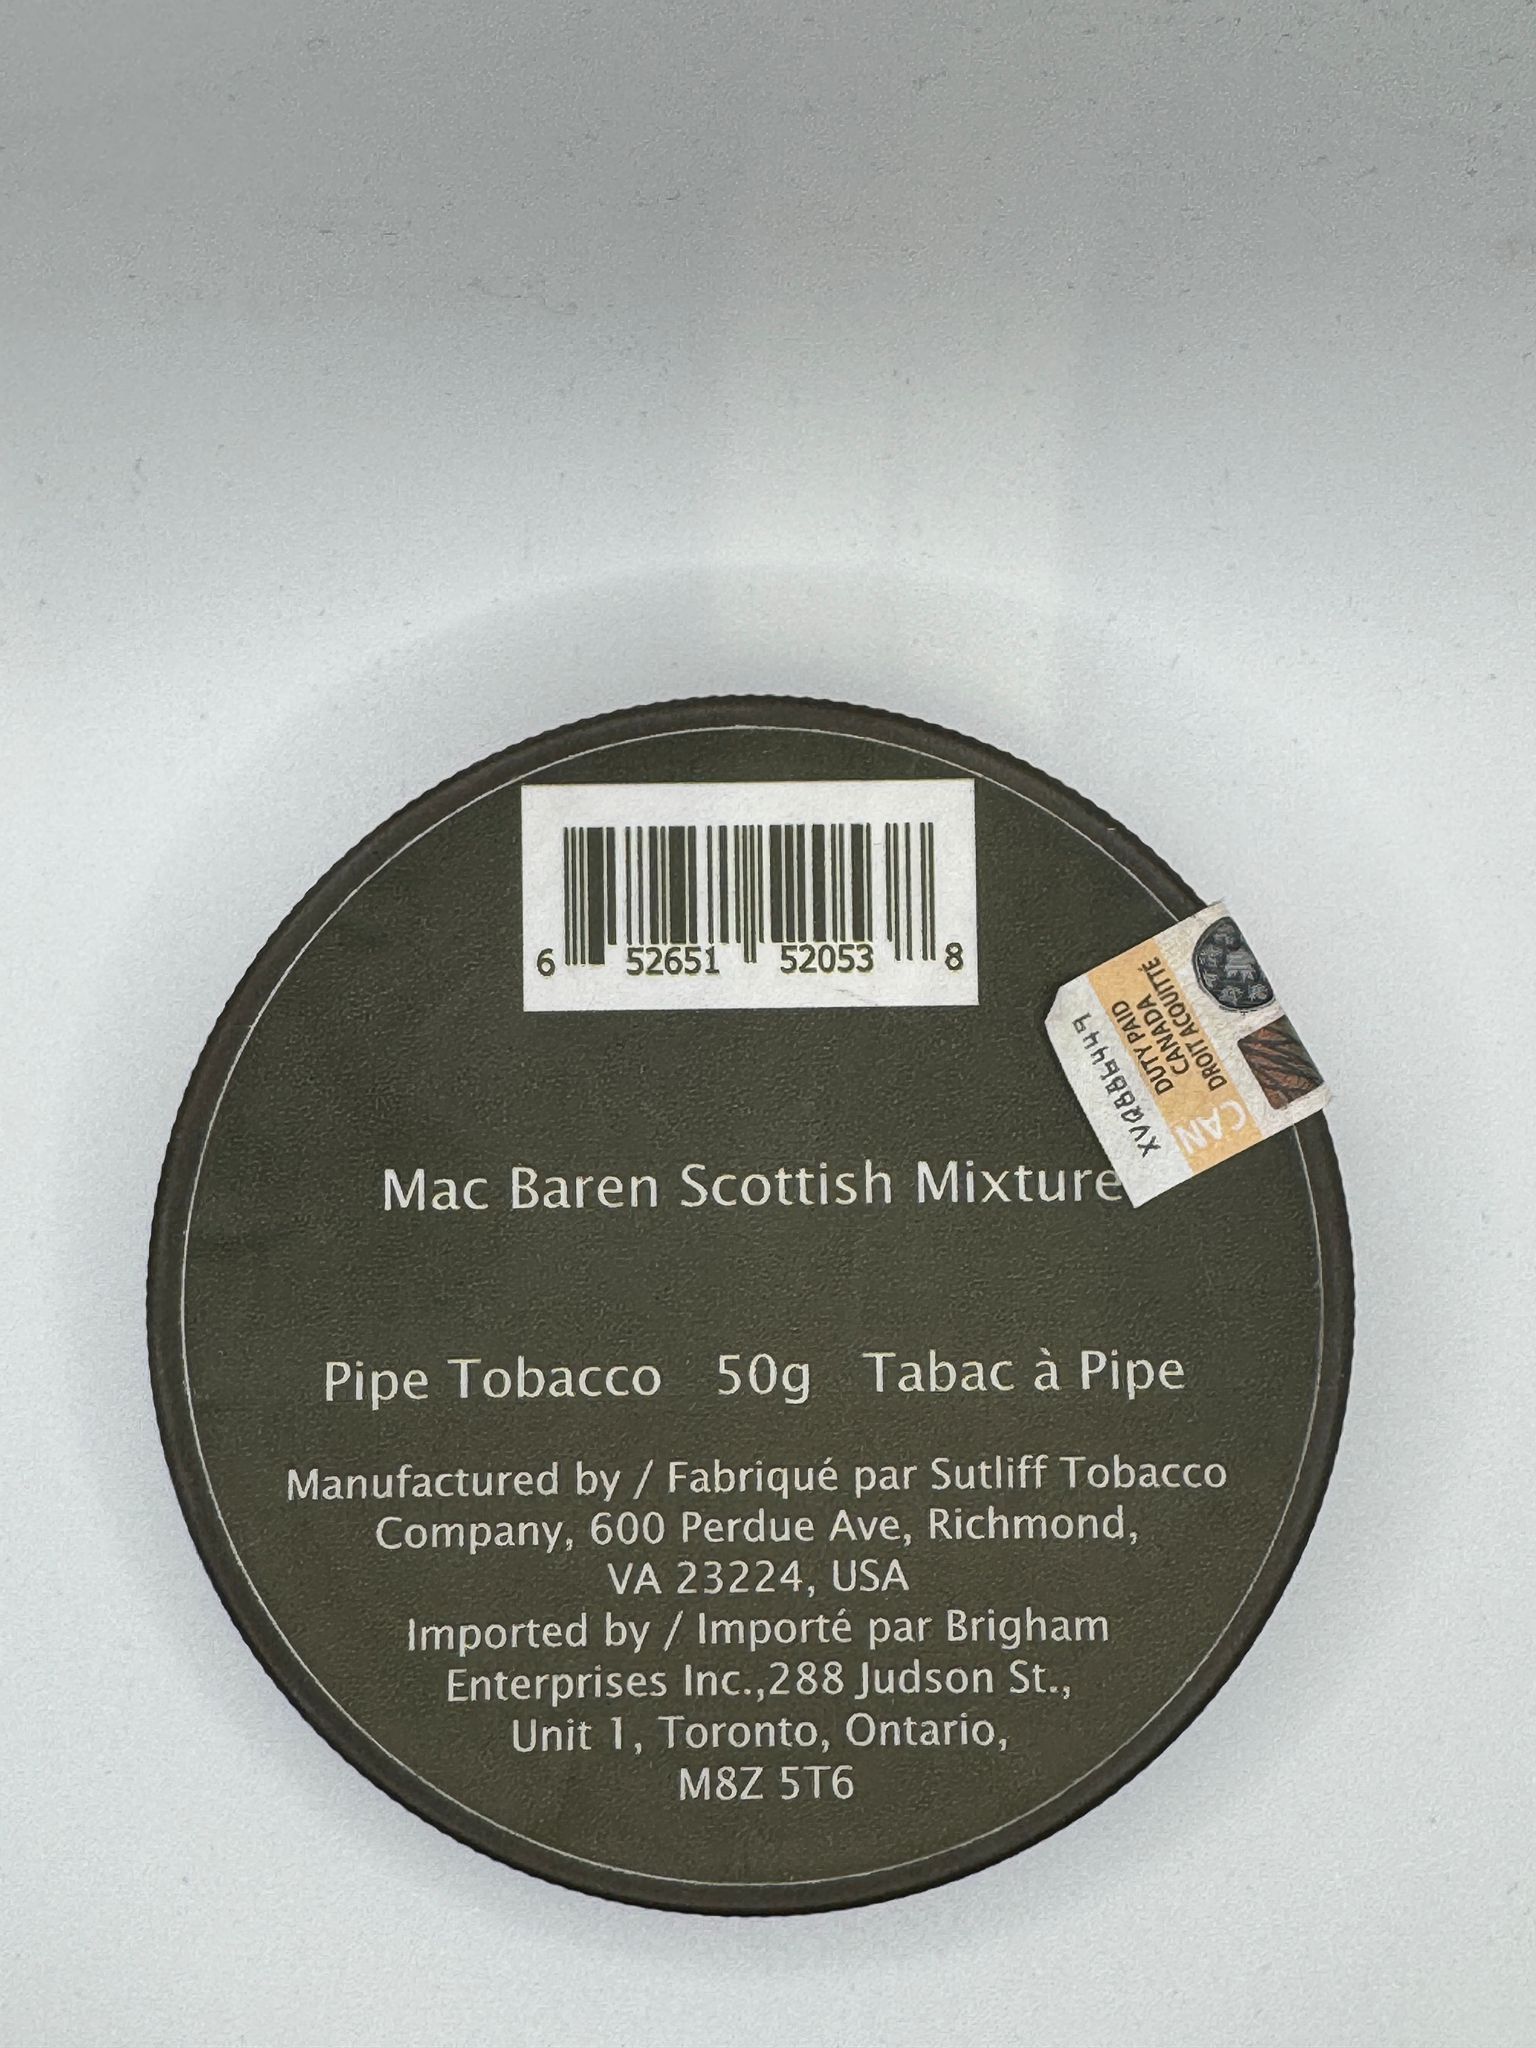 6 52651 52053 8
DUTY PAID
CANADA
DROIT ACQUITTÉ
CAN
Mac Baren Scottish Mixture
Pipe Tobacco 50g Tabac à Pipe
Manufactured by / Fabriqué par Sutliff Tobacco
Company, 600 Perdue Ave, Richmond,
VA 23224, USA
Imported by / Importé par Brigham
Enterprises Inc.,288 Judson St.,
Unit 1, Toronto, Ontario,
M8Z 5T6